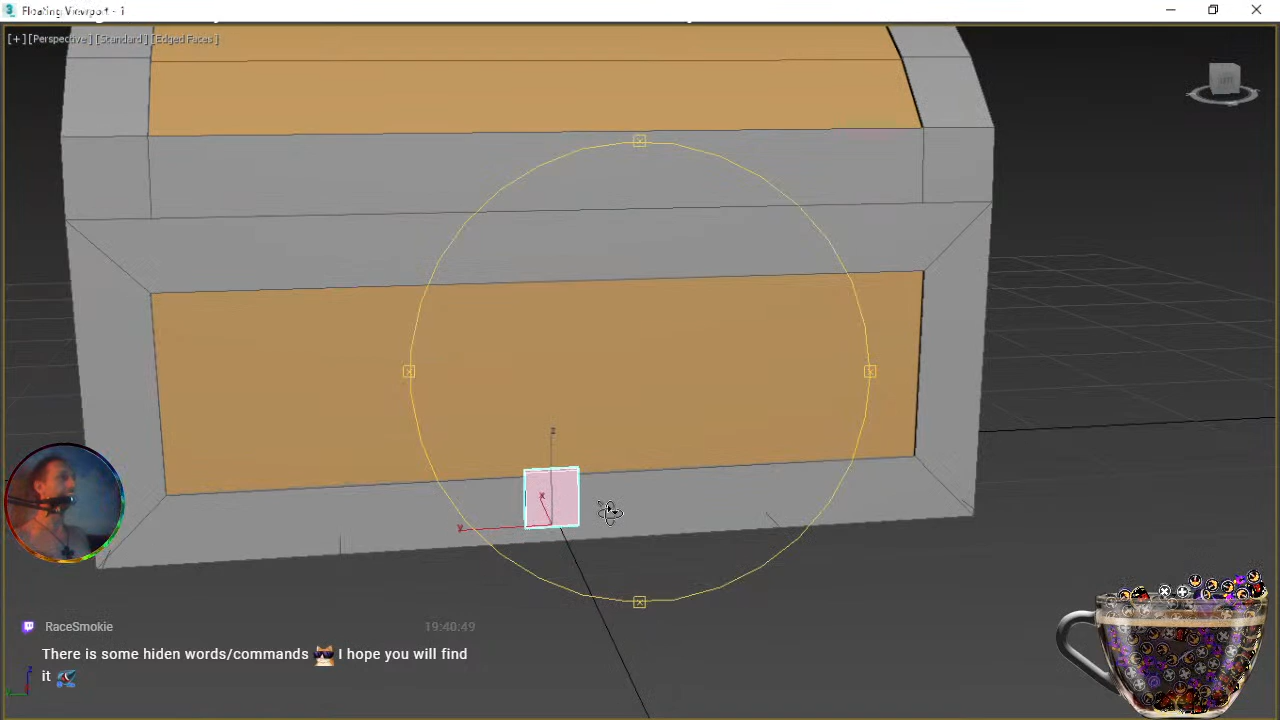 Floating Viewport - 1
[+][Perspective][Standard][Edged Faces]
z
x
y
RaceSmokie 19:40:49
There is some hiden words/commands I hope you will find
it